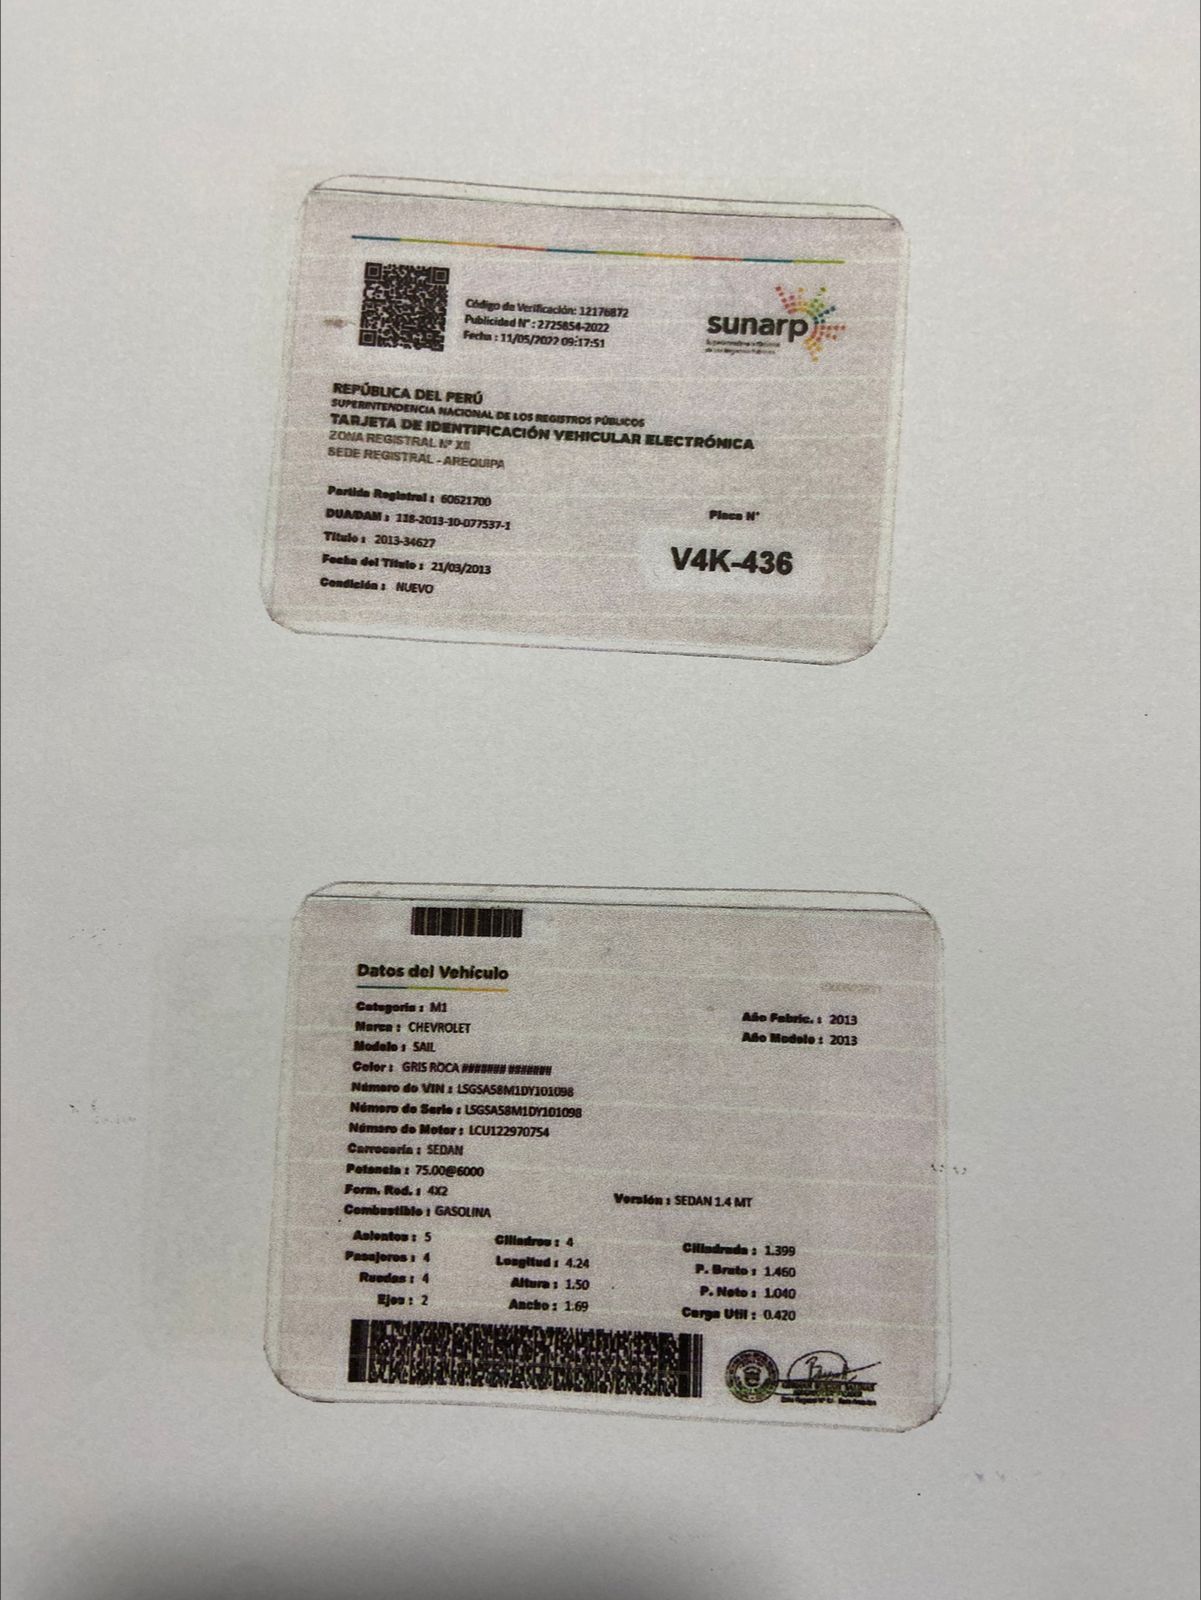 Código de Verificación: 12176872
Publicidad N° : 2725854-2022
Fecha : 11/05/2022 09:17:51
sunarp
REPÚBLICA DEL PERÚ
SUPERINTENDENCIA NACIONAL DE LOS REGISTROS PÚBLICOS
TARJETA DE IDENTIFICACIÓN VEHICULAR ELECTRÓNICA
ZONA REGISTRAL N° XII
SEDE REGISTRAL - AREQUIPA
Partida Registral : 60621700
DUA/DAM : 118-2013-10-077537-1
Título : 2013-34627
Fecha del Título : 21/03/2013
Condición : NUEVO
Placa N°
V4K-436
Datos del Vehículo
Categoría : M1
Marca : CHEVROLET
Modelo : SAIL
Color : GRIS ROCA ####### #######
Número de VIN : LSGSA58M1DY101098
Número de Serie : LSGSA58M1DY101098
Número de Motor : LCU122970754
Carrocería : SEDAN
Potencia : 75.00@6000
Form. Rod. : 4X2
Combustible : GASOLINA
Año Fabric. : 2013
Año Modelo : 2013
Versión : SEDAN 1.4 MT
Asientos : 5 Cilindros : 4 Cilindrada : 1.399
Pasajeros : 4 Longitud : 4.24 P. Bruto : 1.460
Ruedas : 4 Altura : 1.50 P. Neto : 1.040
Ejes : 2 Ancho : 1.69 Carga Util : 0.420